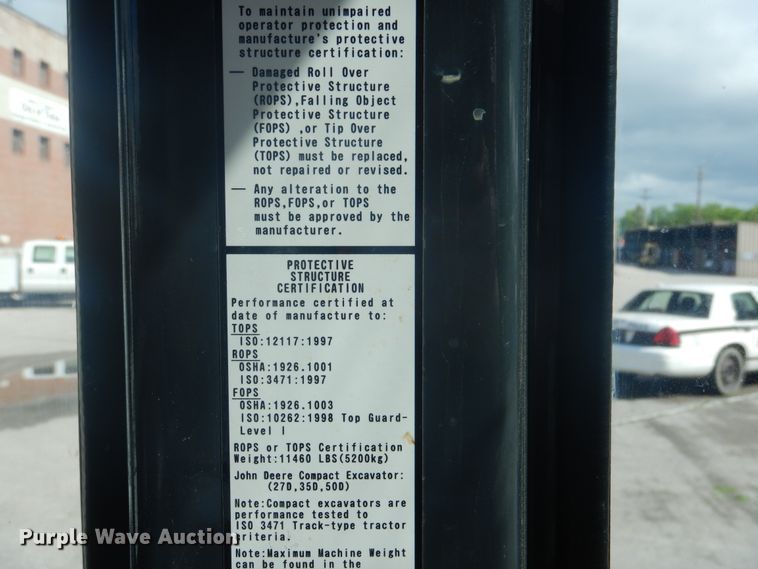 To maintain unimpaired
operator protection and
manufacture's protective
structure certification:
— Damaged Roll Over
Protective Structure
(ROPS),Falling Object
Protective Structure
(FOPS) ,or Tip Over
Protective Structure
(TOPS) must be replaced,
not repaired or revised.
— Any alteration to the
ROPS,FOPS,or TOPS
must be approved by the
manufacturer.
PROTECTIVE
STRUCTURE
CERTIFICATION
Performance certified at
date of manufacture to:
TOPS
ISO:12117:1997
ROPS
OSHA:1926.1001
ISO:3471:1997
FOPS
OSHA:1926.1003
ISO:10262:1998 Top Guard-
Level I
ROPS or TOPS Certification
Weight:11460 LBS(5200kg)
John Deere Compact Excavator:
(27D,35D,50D)
Note:Compact excavators are
performance tested to
ISO 3471 Track-type tractor
criteria.
Note:Maximum Machine Weight
can be found in the
Purple Wave Auction